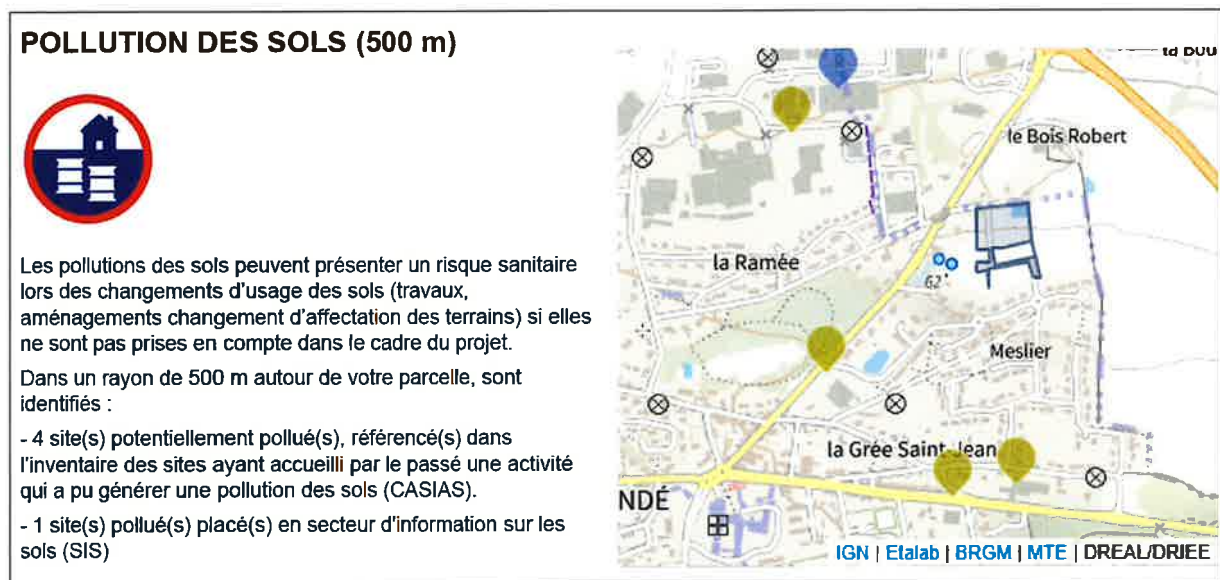 POLLUTION DES SOLS (500 m)
Les pollutions des sols peuvent présenter un risque sanitaire
lors des changements d'usage des sols (travaux,
aménagements changement d'affectation des terrains) si elles
ne sont pas prises en compte dans le cadre du projet.
Dans un rayon de 500 m autour de votre parcelle, sont
identifiés :
- 4 site(s) potentiellement pollué(s), référencé(s) dans
l'inventaire des sites ayant accueilli par le passé une activité
qui a pu générer une pollution des sols (CASIAS).
- 1 site(s) pollué(s) placé(s) en secteur d'information sur les
sols (SIS)
la Bou
le Bois Robert
la Ramée
62
Meslier
la Grée Saint-Jean
NDÉ
IGN | Etalab | BRGM | MTE | DREAL/DRIEE